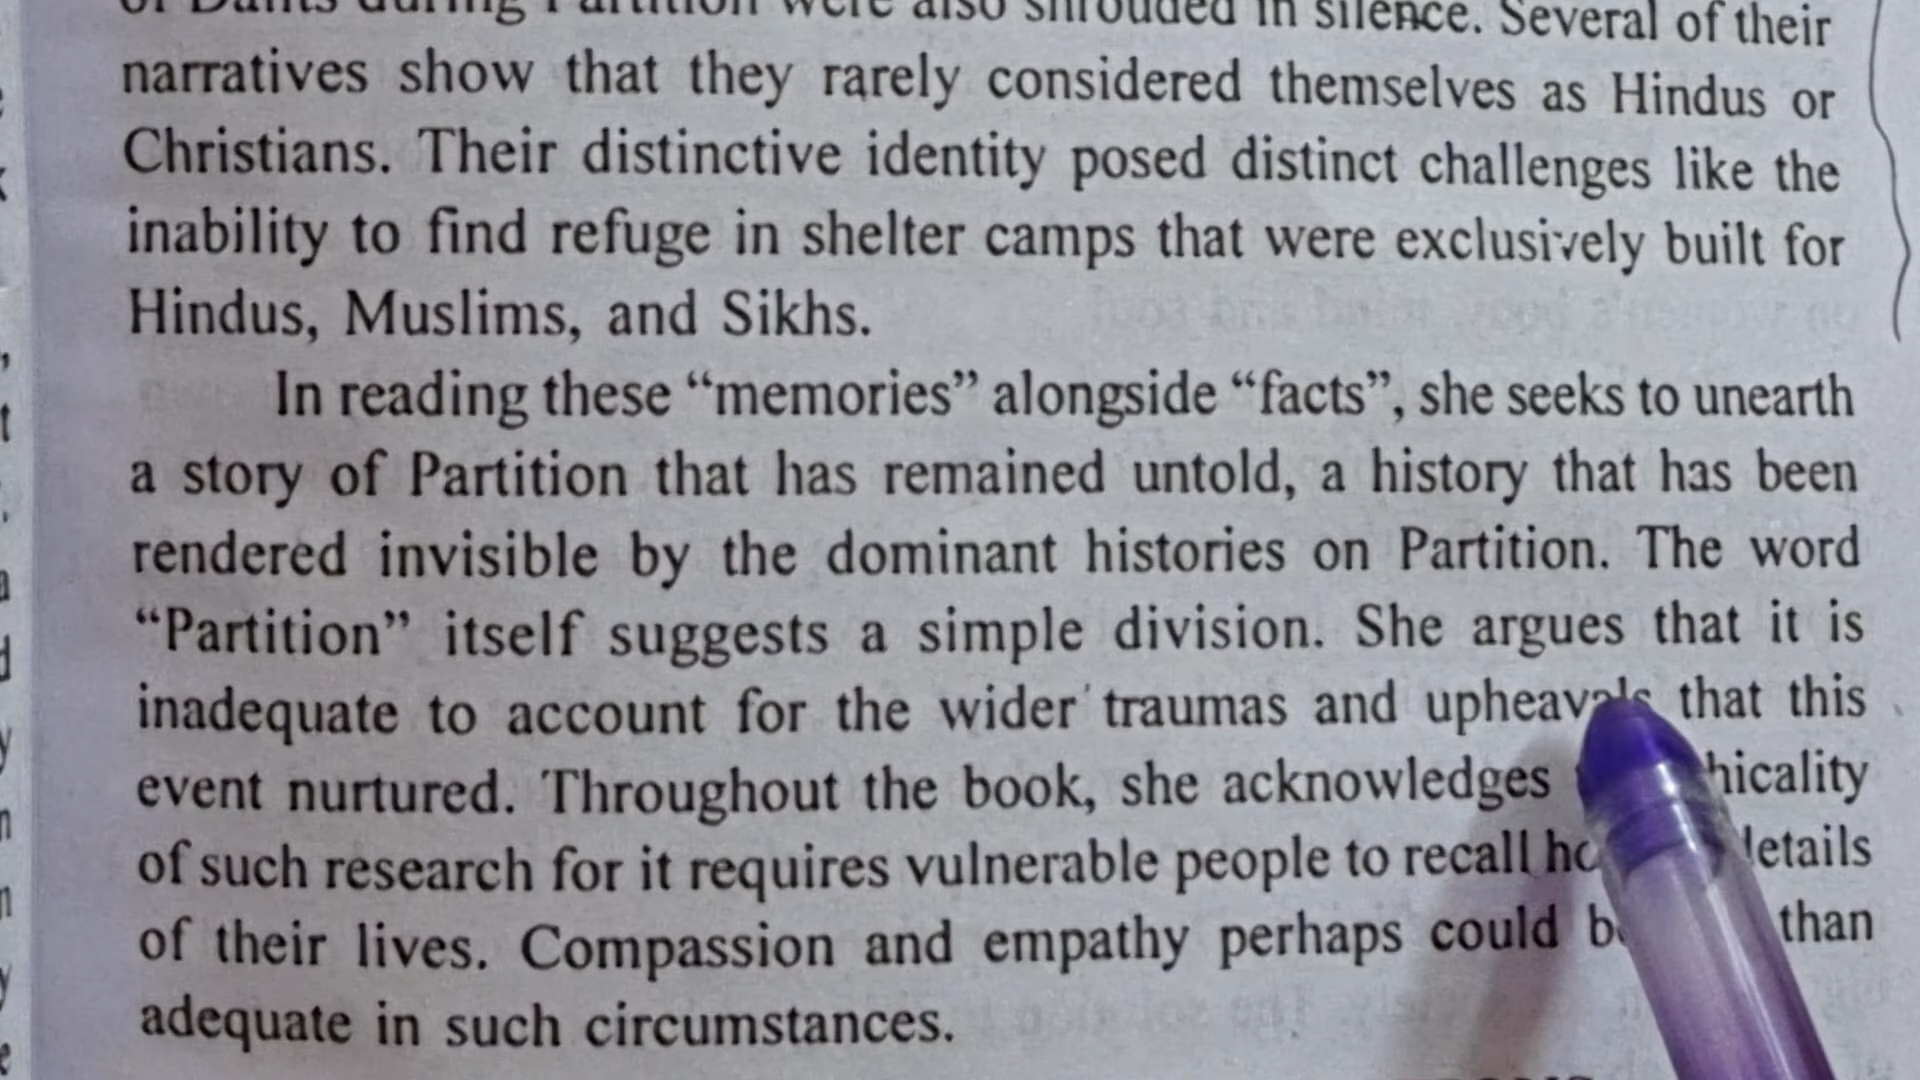 of Dalits during Partition were also shrouded in silence. Several of their
narratives show that they rarely considered themselves as Hindus or
Christians. Their distinctive identity posed distinct challenges like the
inability to find refuge in shelter camps that were exclusively built for
Hindus, Muslims, and Sikhs.
In reading these “memories” alongside “facts”, she seeks to unearth
a story of Partition that has remained untold, a history that has been
rendered invisible by the dominant histories on Partition. The word
“Partition” itself suggests a simple division. She argues that it is
inadequate to account for the wider traumas and upheavals that this
event nurtured. Throughout the book, she acknowledges
of such research for it requires vulnerable people to recall details
of their lives. Compassion and empathy perhaps could than
adequate in such circumstances.